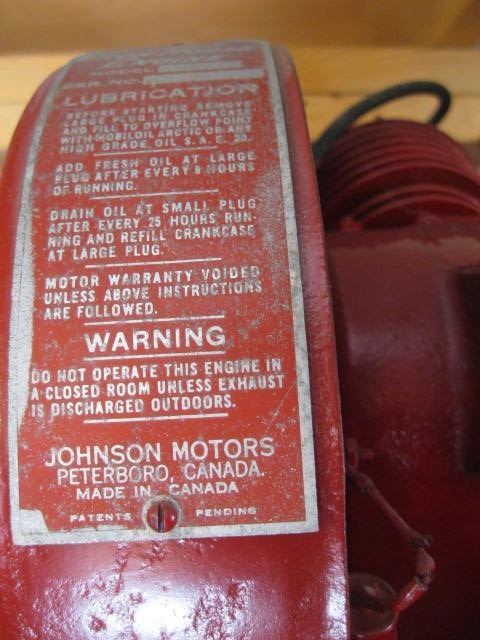 MODEL
SER. NO.
LUBRICATION
BEFORE STARTING REMOVE
LARGE PLUG IN CRANKCASE
AND FILL TO OVERFLOW POINT
WITH MOBILOIL ARCTIC OR ANY
HIGH GRADE OIL S.A.E. 20.
ADD FRESH OIL AT LARGE
PLUG AFTER EVERY 5 HOURS
OF RUNNING.
DRAIN OIL AT SMALL PLUG
AFTER EVERY 25 HOURS RUN-
NING AND REFILL CRANKCASE
AT LARGE PLUG.
MOTOR WARRANTY VOIDED
UNLESS ABOVE INSTRUCTIONS
ARE FOLLOWED.
WARNING
DO NOT OPERATE THIS ENGINE IN
A CLOSED ROOM UNLESS EXHAUST
IS DISCHARGED OUTDOORS.
JOHNSON MOTORS
PETERBORO, CANADA.
MADE IN CANADA
PATENTS PENDING